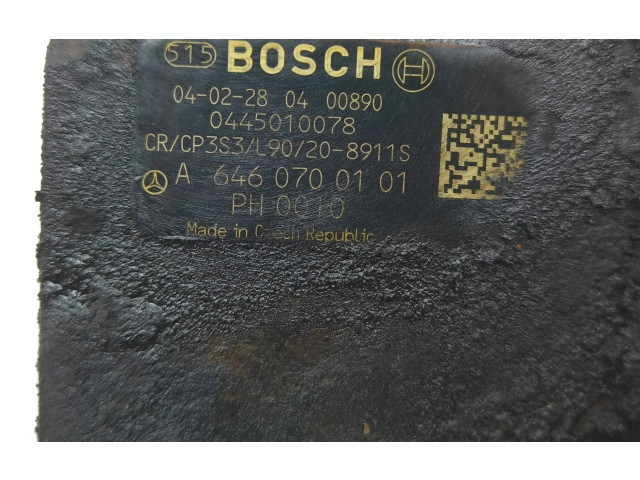 515 BOSCH
04-02-28 04 00890
0445010078
CR/CP3S3/L90/20-8911S
A 646 070 01 01
PH 0010
Made in Czech Republic